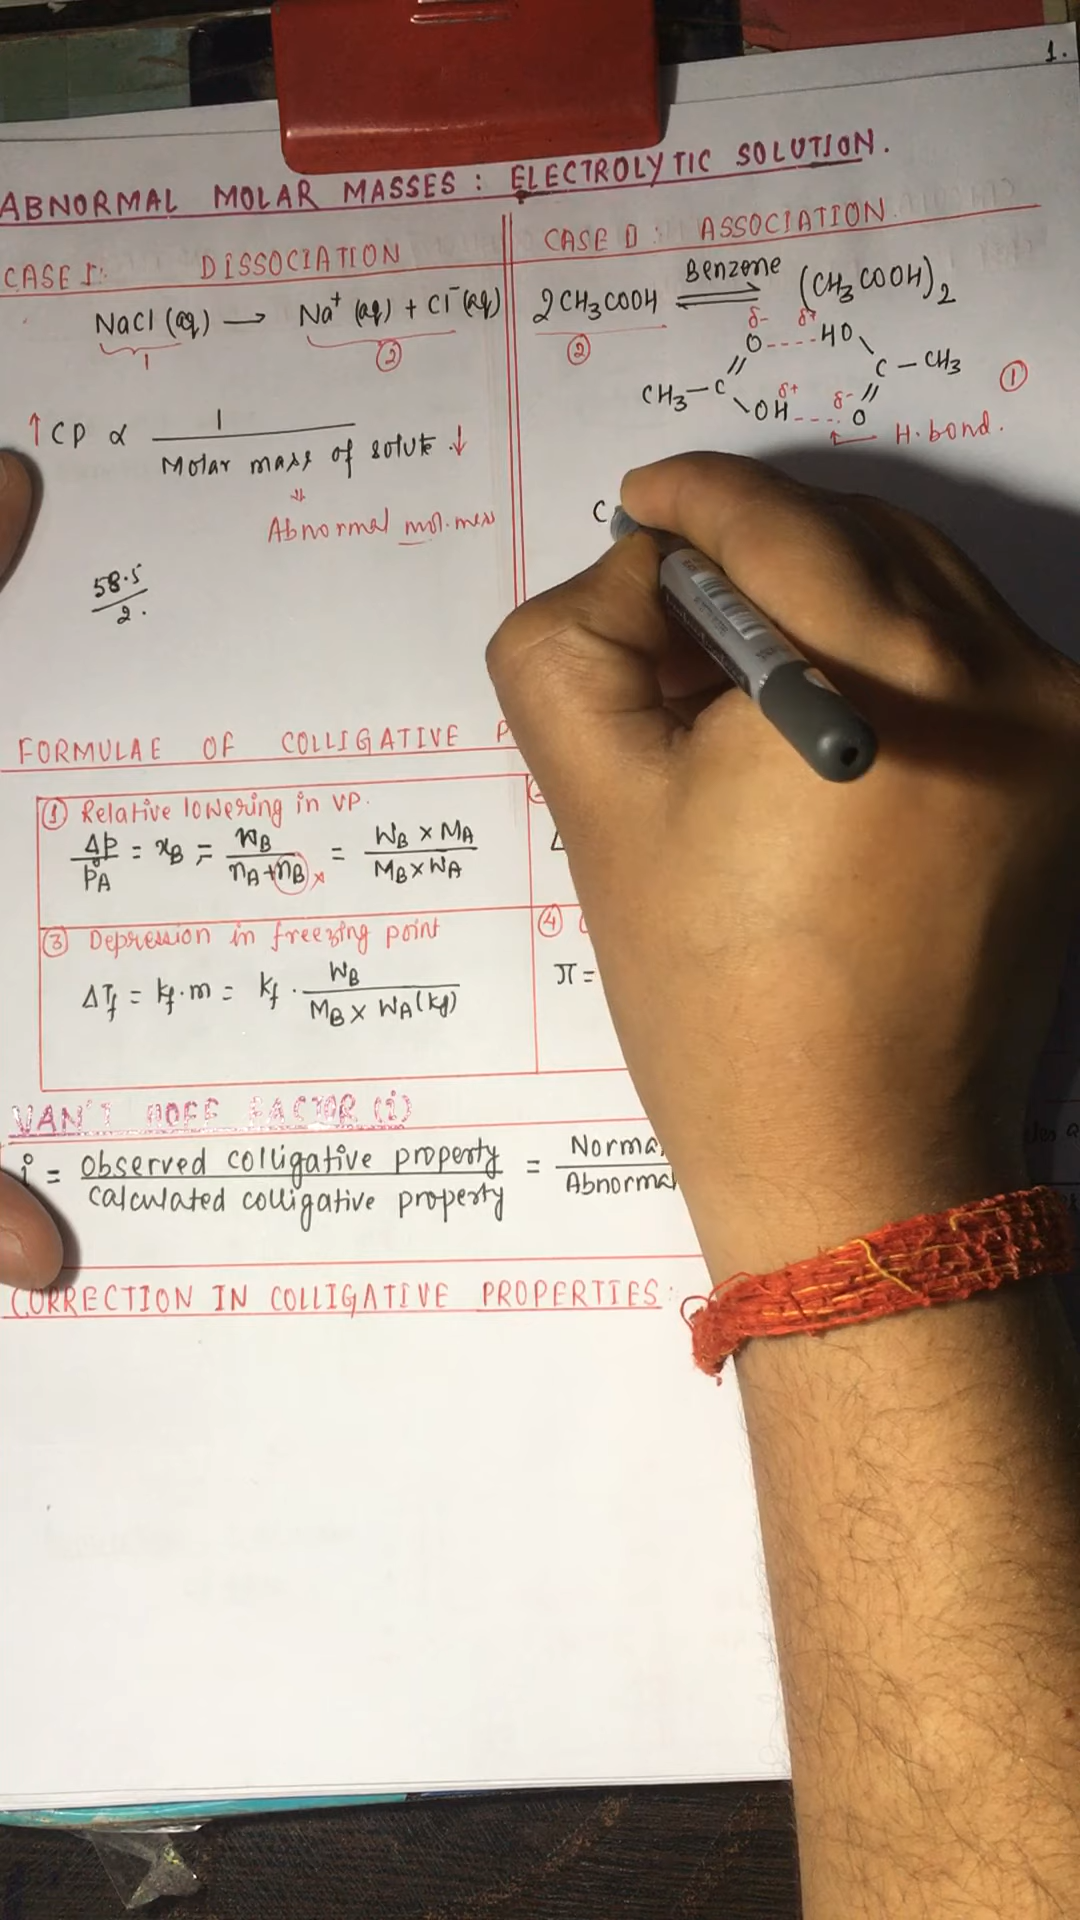 1.
ABNORMAL MOLAR MASSES : ELECTROLYTIC SOLUTION.
CASE I: DISSOCIATION
NaCl (aq) → Na⁺ (aq) + Cl⁻ (aq)
1 ②
↑ CP ∝ 1 / Molar mass of solute ↓
⇓
Abnormal mol. mass
58.5 / 2.
CASE II : ASSOCIATION.
2CH₃COOH ⇌ (CH₃COOH)₂
Benzene
②
δ- δ+
O----HO
CH₃—C C—CH₃ ①
δ+ δ-
OH----O
H. bond.
C
FORMULAE OF COLLIGATIVE P
① Relative lowering in VP.
Δp/p°A = xB = nB/(nA+nB) x = WB × MA / MB × WA
③ Depression in freezing point
ΔTf = kf.m = kf . WB / MB × WA(kg)
④
π =
VAN'T HOFF FACTOR (i)
i = observed colligative property / calculated colligative property = Norma / Abnorma
CORRECTION IN COLLIGATIVE PROPERTIES: